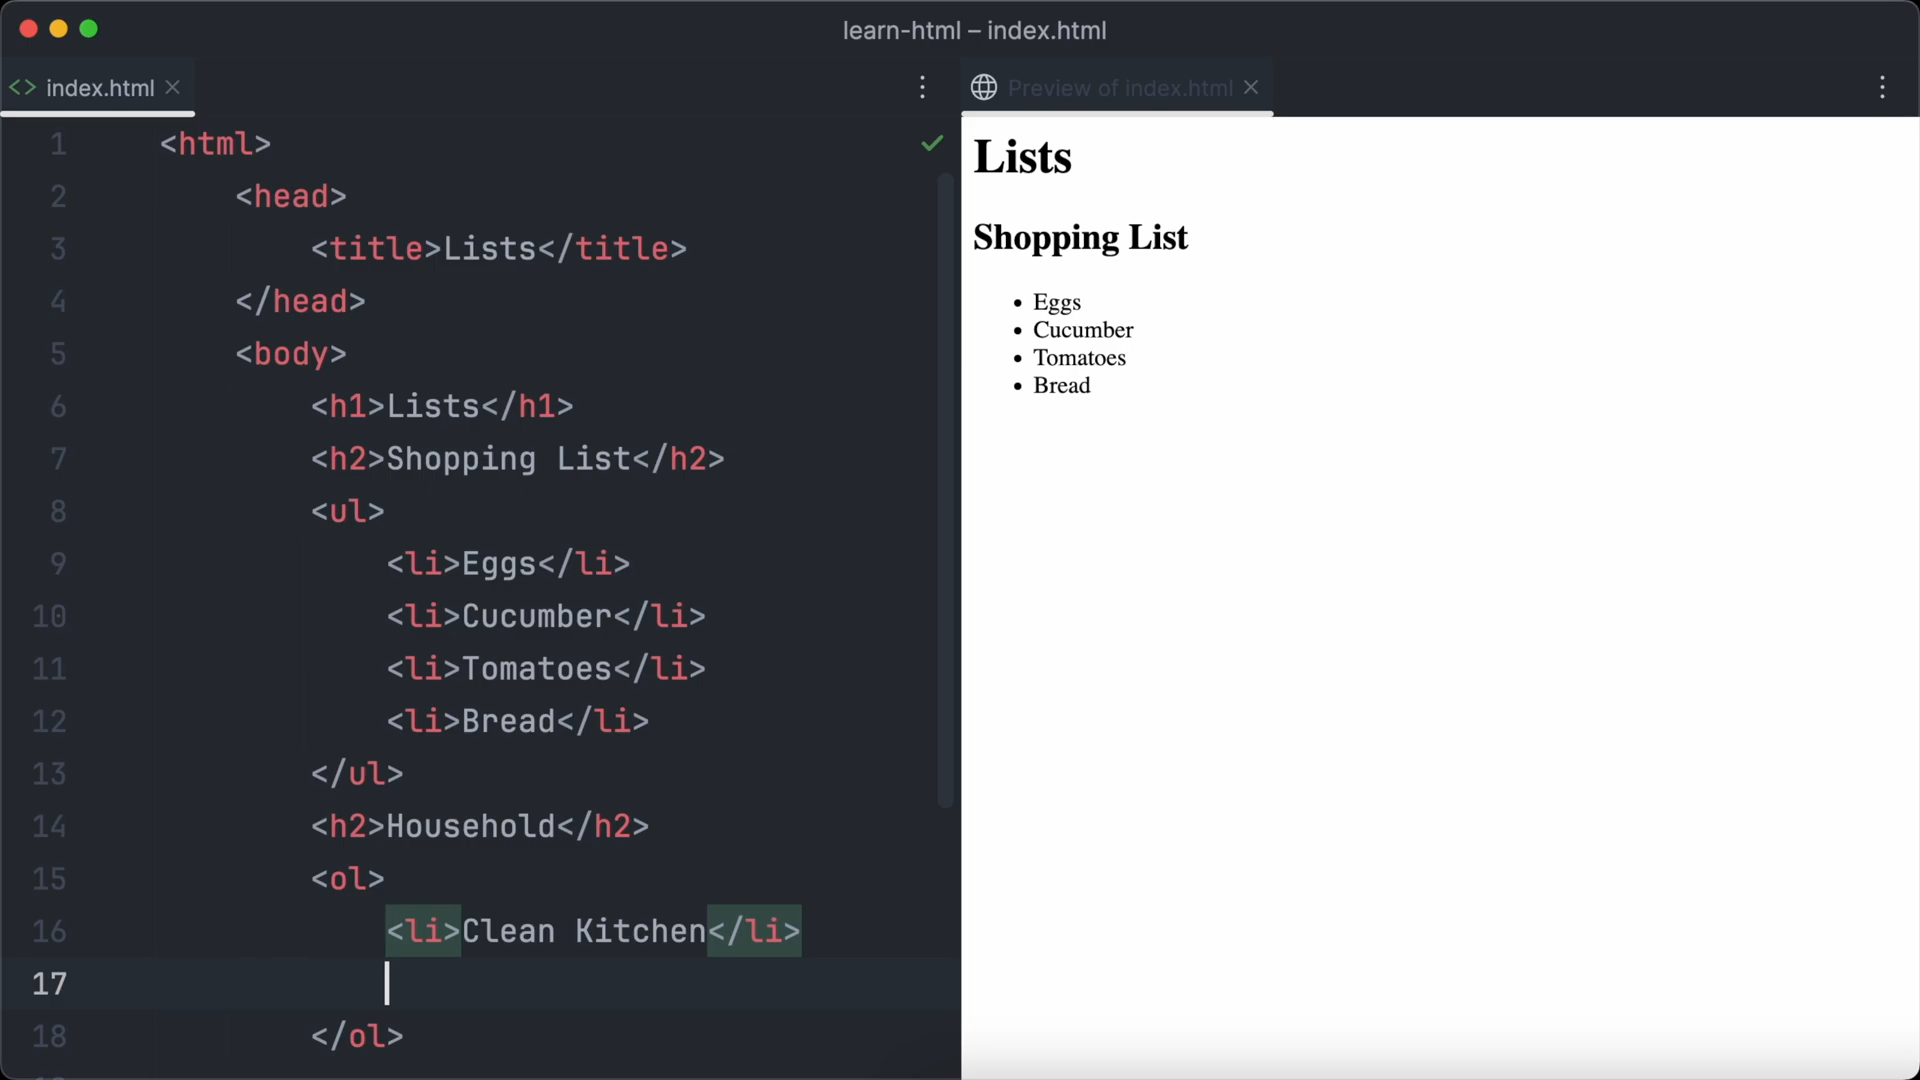 learn-html – index.html
<> index.html
Preview of index.html
1 <html>
2 <head>
3 <title>Lists</title>
4 </head>
5 <body>
6 <h1>Lists</h1>
7 <h2>Shopping List</h2>
8 <ul>
9 <li>Eggs</li>
10 <li>Cucumber</li>
11 <li>Tomatoes</li>
12 <li>Bread</li>
13 </ul>
14 <h2>Household</h2>
15 <ol>
16 <li>Clean Kitchen</li>
17
18 </ol>
Lists
Shopping List
• Eggs
• Cucumber
• Tomatoes
• Bread